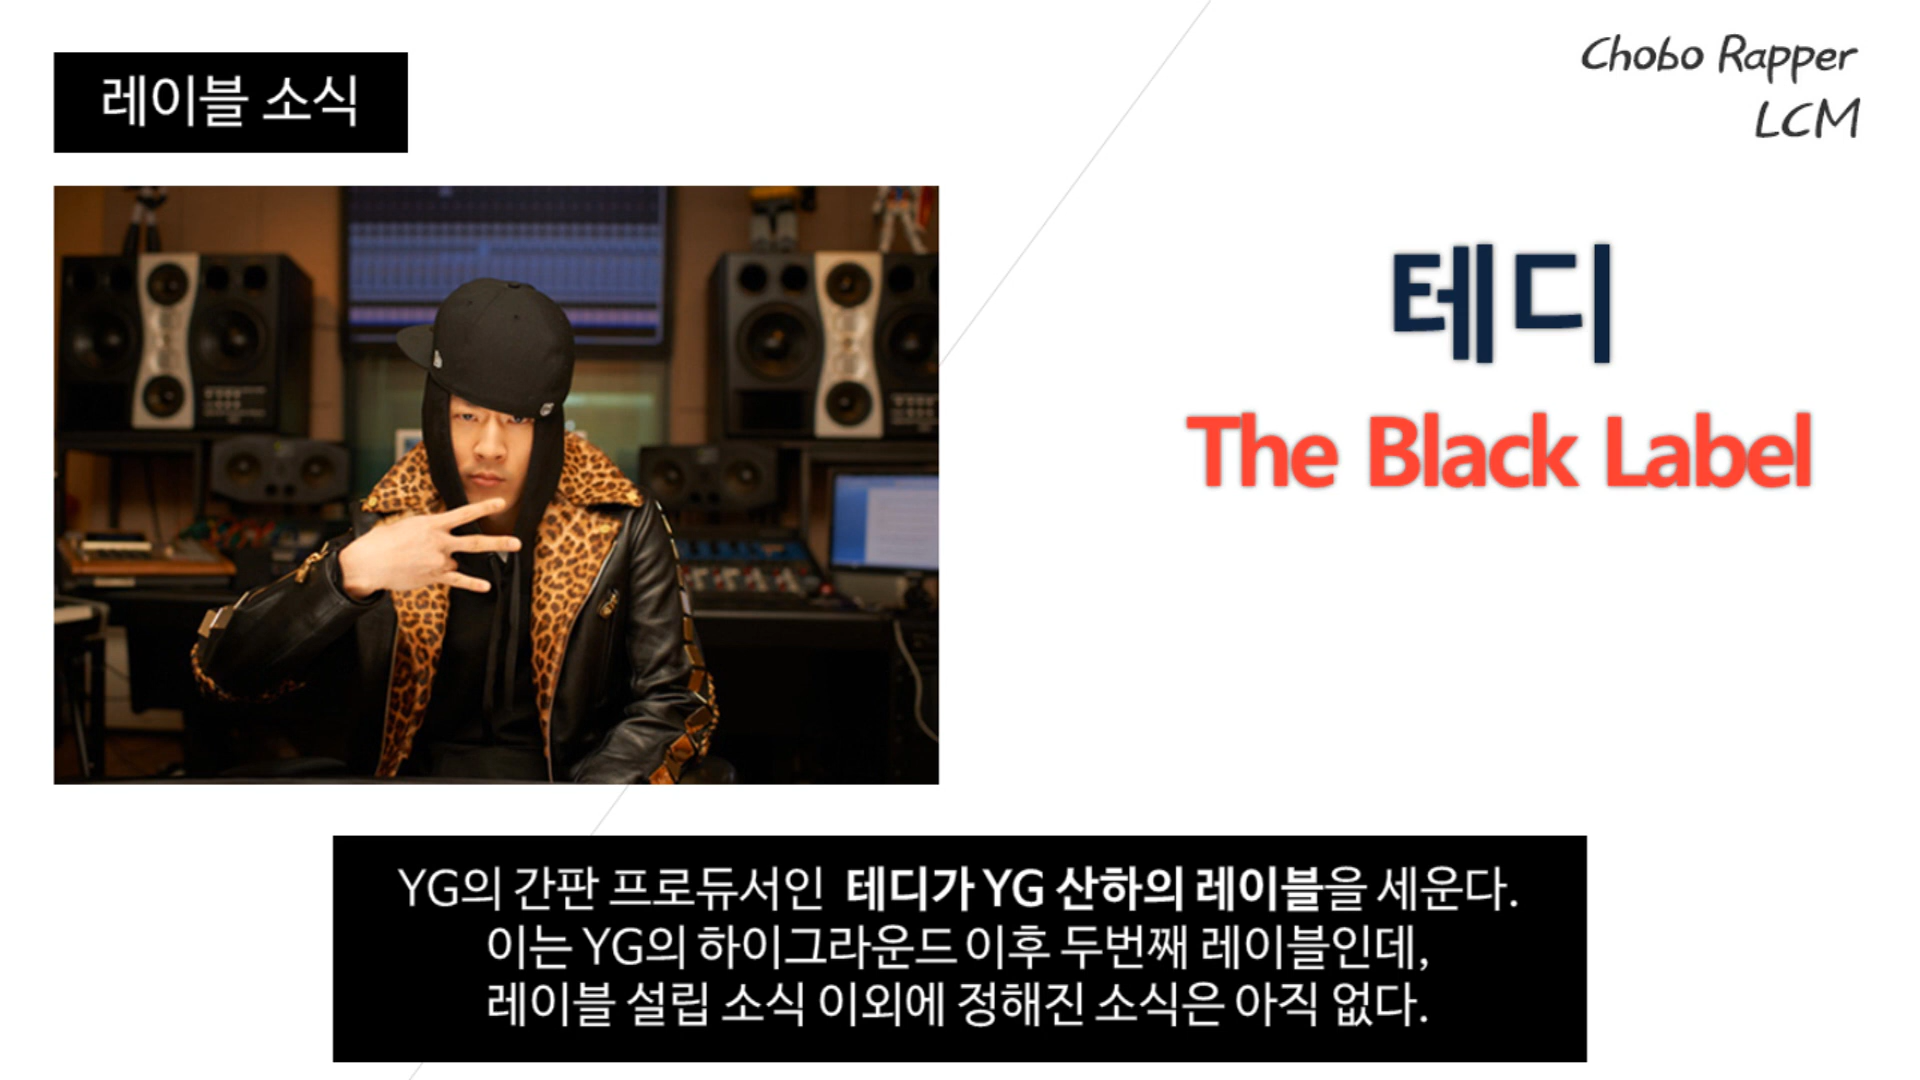 레이블 소식
Chobo Rapper
LCM
테디
The Black Label
YG의 간판 프로듀서인 테디가 YG 산하의 레이블을 세운다.
이는 YG의 하이그라운드 이후 두번째 레이블인데,
레이블 설립 소식 이외에 정해진 소식은 아직 없다.